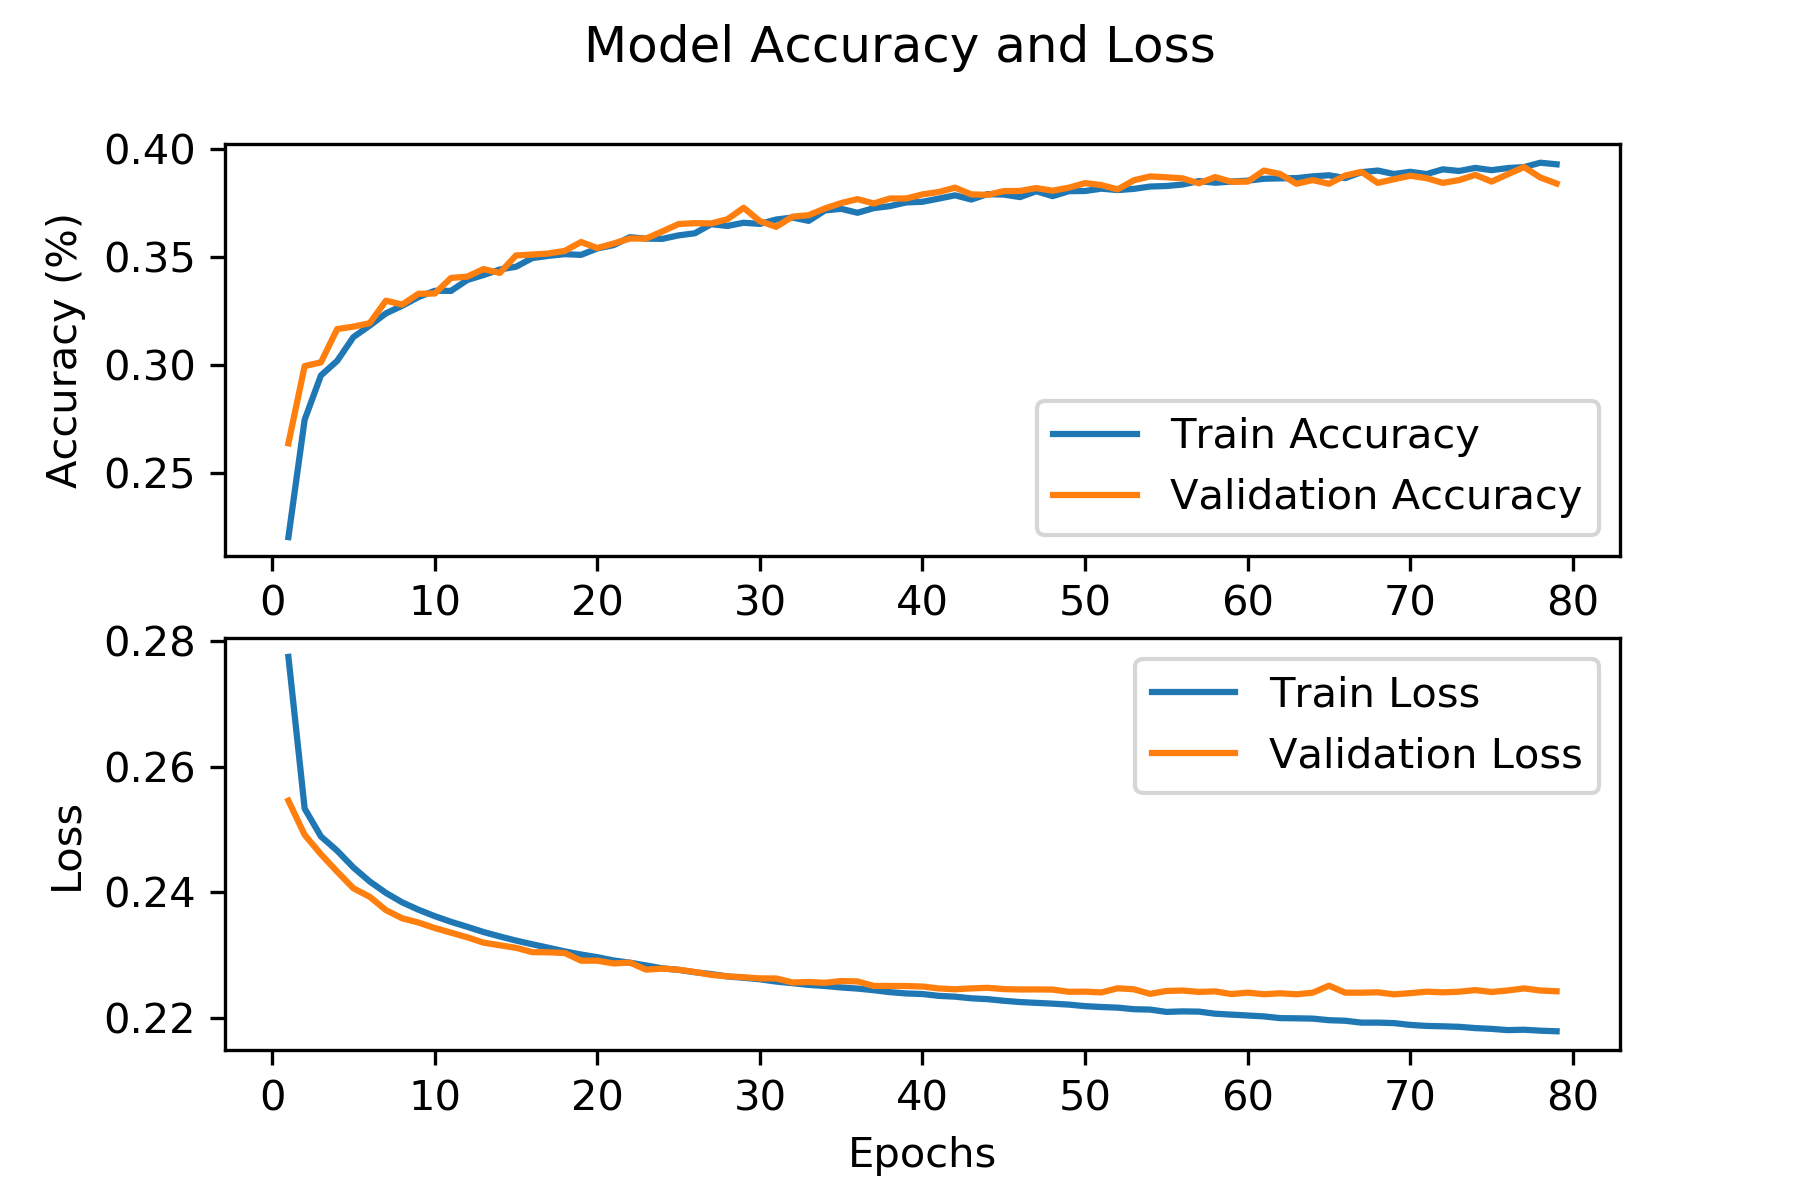 Model Accuracy and Loss
0.40
0.35
0.30
0.25
Accuracy (%)
Train Accuracy
Validation Accuracy
0 10 20 30 40 50 60 70 80
0.28
0.26
0.24
0.22
Loss
Train Loss
Validation Loss
0 10 20 30 40 50 60 70 80
Epochs